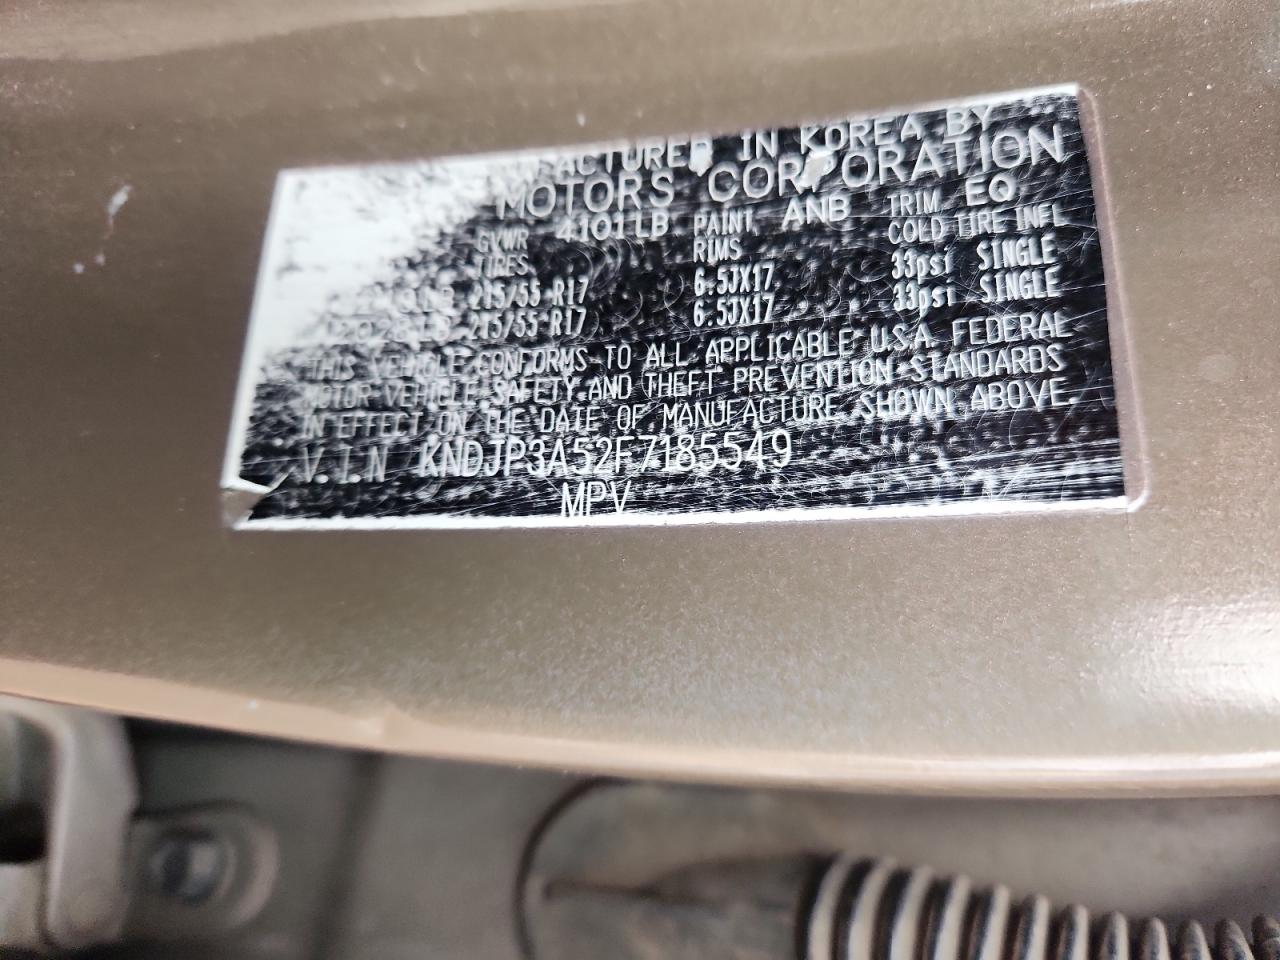 MANUFACTURED IN KOREA BY
MOTORS CORPORATION
GVWR 4101LB PAINT ANB TRIM EQ
TIRES RIMS COLD TIRE INFL
215/55 R17 6.5JX17 33psi SINGLE
215/55 R17 6.5JX17 33psi SINGLE
THIS VEHICLE CONFORMS TO ALL APPLICABLE U.S.A. FEDERAL
MOTOR VEHICLE SAFETY AND THEFT PREVENTION STANDARDS
IN EFFECT ON THE DATE OF MANUFACTURE SHOWN ABOVE.
V.I.N KNDJP3A52F7185549
MPV